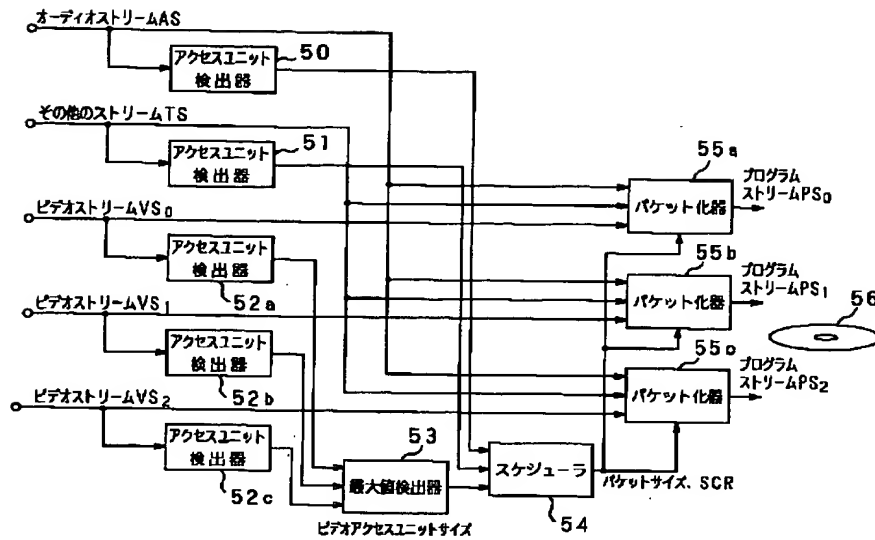 オーディオストリームAS
アクセスユニット
検出器
50
その他のストリームTS
アクセスユニット
検出器
51
ビデオストリームVS0
アクセスユニット
検出器
52a
ビデオストリームVS1
アクセスユニット
検出器
52b
ビデオストリームVS2
アクセスユニット
検出器
52c
53
最大値検出器
ビデオアクセスユニットサイズ
スケジューラ
54
パケットサイズ、SCR
55a
パケット化器
プログラム
ストリームPS0
55b
パケット化器
プログラム
ストリームPS1
55c
パケット化器
プログラム
ストリームPS2
56